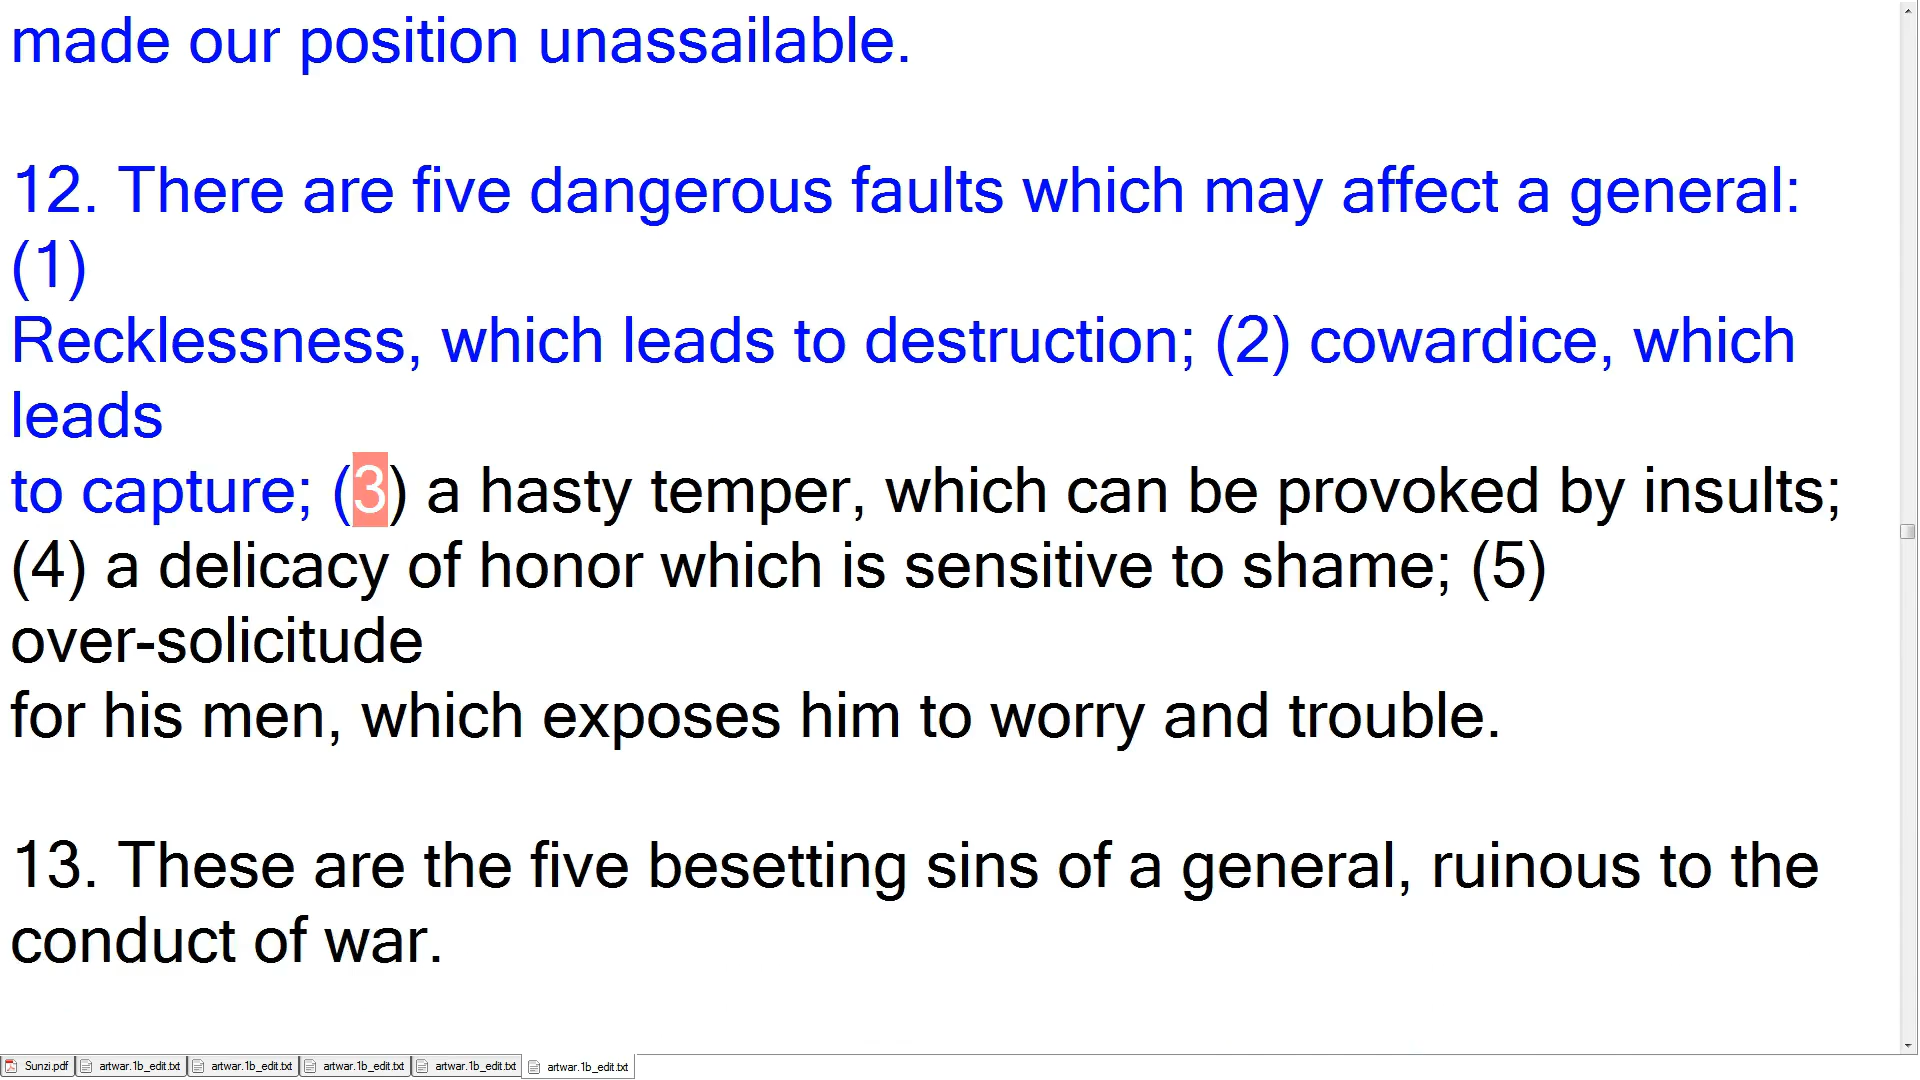 made our position unassailable.
12. There are five dangerous faults which may affect a general:
(1)
Recklessness, which leads to destruction; (2) cowardice, which
leads
to capture; (3) a hasty temper, which can be provoked by insults;
(4) a delicacy of honor which is sensitive to shame; (5)
over-solicitude
for his men, which exposes him to worry and trouble.
13. These are the five besetting sins of a general, ruinous to the
conduct of war.
Sunzi.pdf artwar.1b_edit.txt artwar.1b_edit.txt artwar.1b_edit.txt artwar.1b_edit.txt artwar.1b_edit.txt